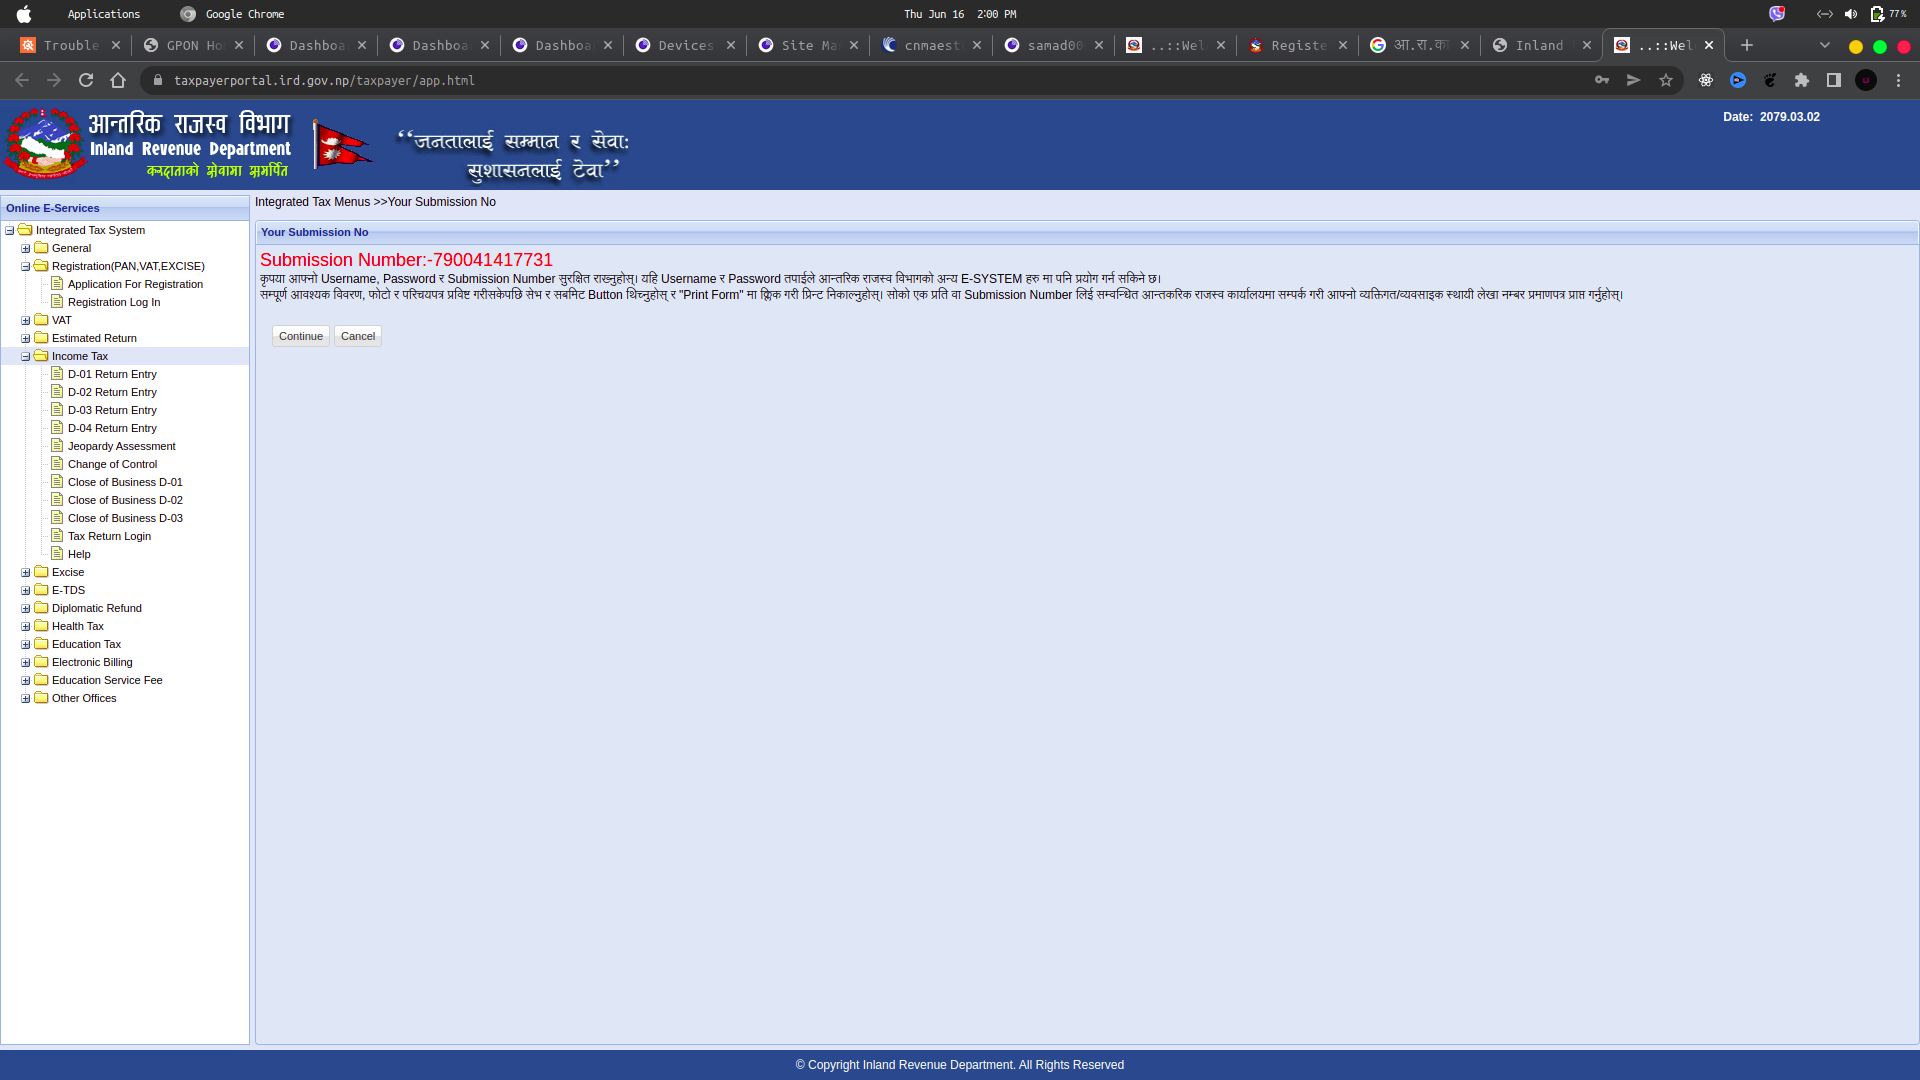 Applications Google Chrome Thu Jun 16 2:00 PM 77%
Trouble GPON Ho Dashboa Dashboa Dashboa Devices Site Ma cnmaest samad00 ..::Wel Registe आ.रा.का Inland ..::Wel
taxpayerportal.ird.gov.np/taxpayer/app.html
आन्तरिक राजस्व विभाग
Inland Revenue Department
करदाताको सेवामा समर्पित
“जनतालाई सम्मान र सेवा:
सुशासनलाई टेवा”
Date: 2079.03.02
Online E-Services
Integrated Tax System
General
Registration(PAN,VAT,EXCISE)
Application For Registration
Registration Log In
VAT
Estimated Return
Income Tax
D-01 Return Entry
D-02 Return Entry
D-03 Return Entry
D-04 Return Entry
Jeopardy Assessment
Change of Control
Close of Business D-01
Close of Business D-02
Close of Business D-03
Tax Return Login
Help
Excise
E-TDS
Diplomatic Refund
Health Tax
Education Tax
Electronic Billing
Education Service Fee
Other Offices
Integrated Tax Menus >>Your Submission No
Your Submission No
Submission Number:-790041417731
कृपया आफ्नो Username, Password र Submission Number सुरक्षित राख्नुहोस्। यहि Username र Password तपाईले आन्तरिक राजस्व विभागको अन्य E-SYSTEM हरु मा पनि प्रयोग गर्न सकिने छ।
सम्पूर्ण आवश्यक विवरण, फोटो र परिचयपत्र प्रविष्ट गरीसकेपछि सेभ र सबमिट Button थिच्नुहोस् र "Print Form" मा क्लिक गरी प्रिन्ट निकाल्नुहोस्। सोको एक प्रति वा Submission Number लिई सम्वन्धित आन्तकरिक राजस्व कार्यालयमा सम्पर्क गरी आफ्नो व्यक्तिगत/व्यवसाइक स्थायी लेखा नम्बर प्रमाणपत्र प्राप्त गर्नुहोस्।
Continue Cancel
© Copyright Inland Revenue Department. All Rights Reserved